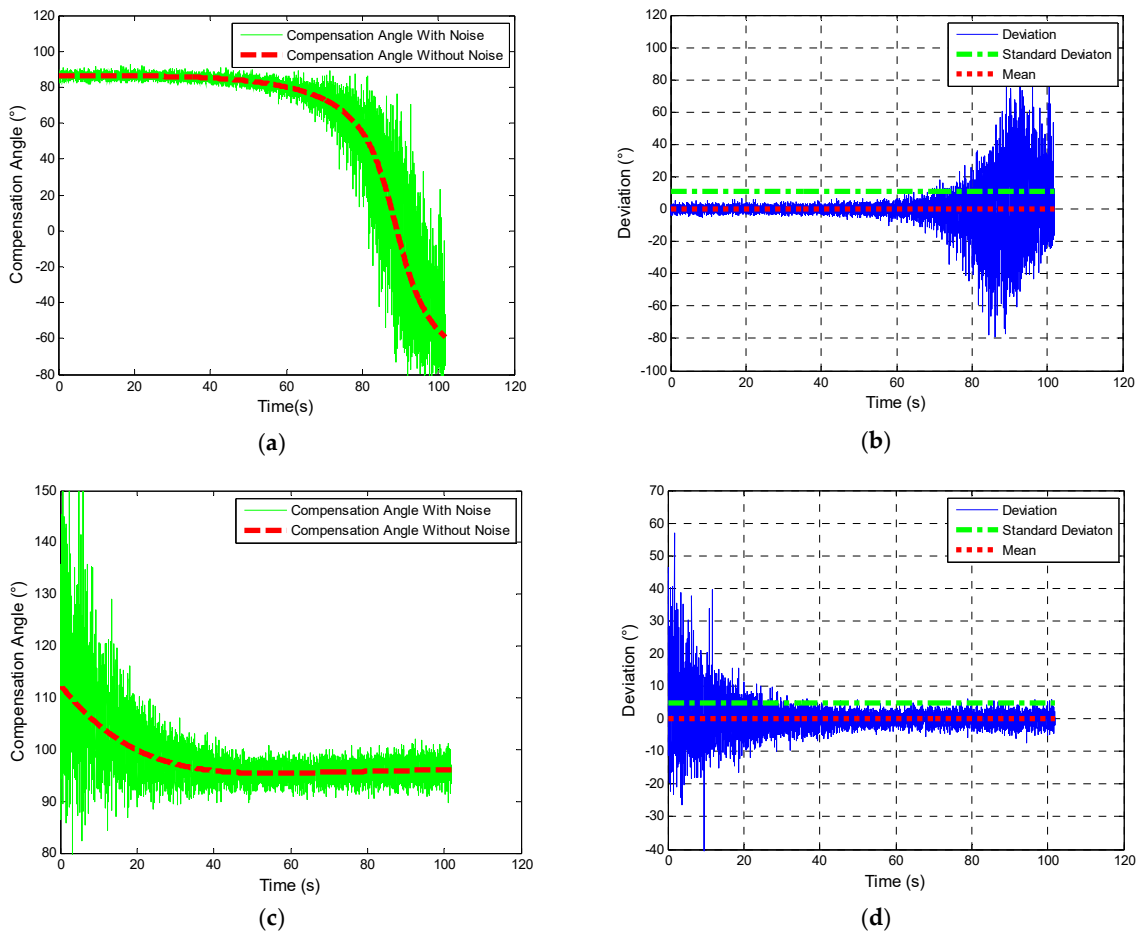 120
100
80
60
40
20
0
-20
-40
-60
-80
0 20 40 60 80 100 120
Compensation Angle (°)
Time(s)
Compensation Angle With Noise
Compensation Angle Without Noise
(a)
120
100
80
60
40
20
0
-20
-40
-60
-80
-100
0 20 40 60 80 100 120
Deviation (°)
Time (s)
Deviation
Standard Deviaton
Mean
(b)
150
140
130
120
110
100
90
80
0 20 40 60 80 100 120
Compensation Angle (°)
Time (s)
Compensation Angle With Noise
Compensation Angle Without Noise
(c)
70
60
50
40
30
20
10
0
-10
-20
-30
-40
0 20 40 60 80 100 120
Deviation (°)
Time (s)
Deviation
Standard Deviaton
Mean
(d)